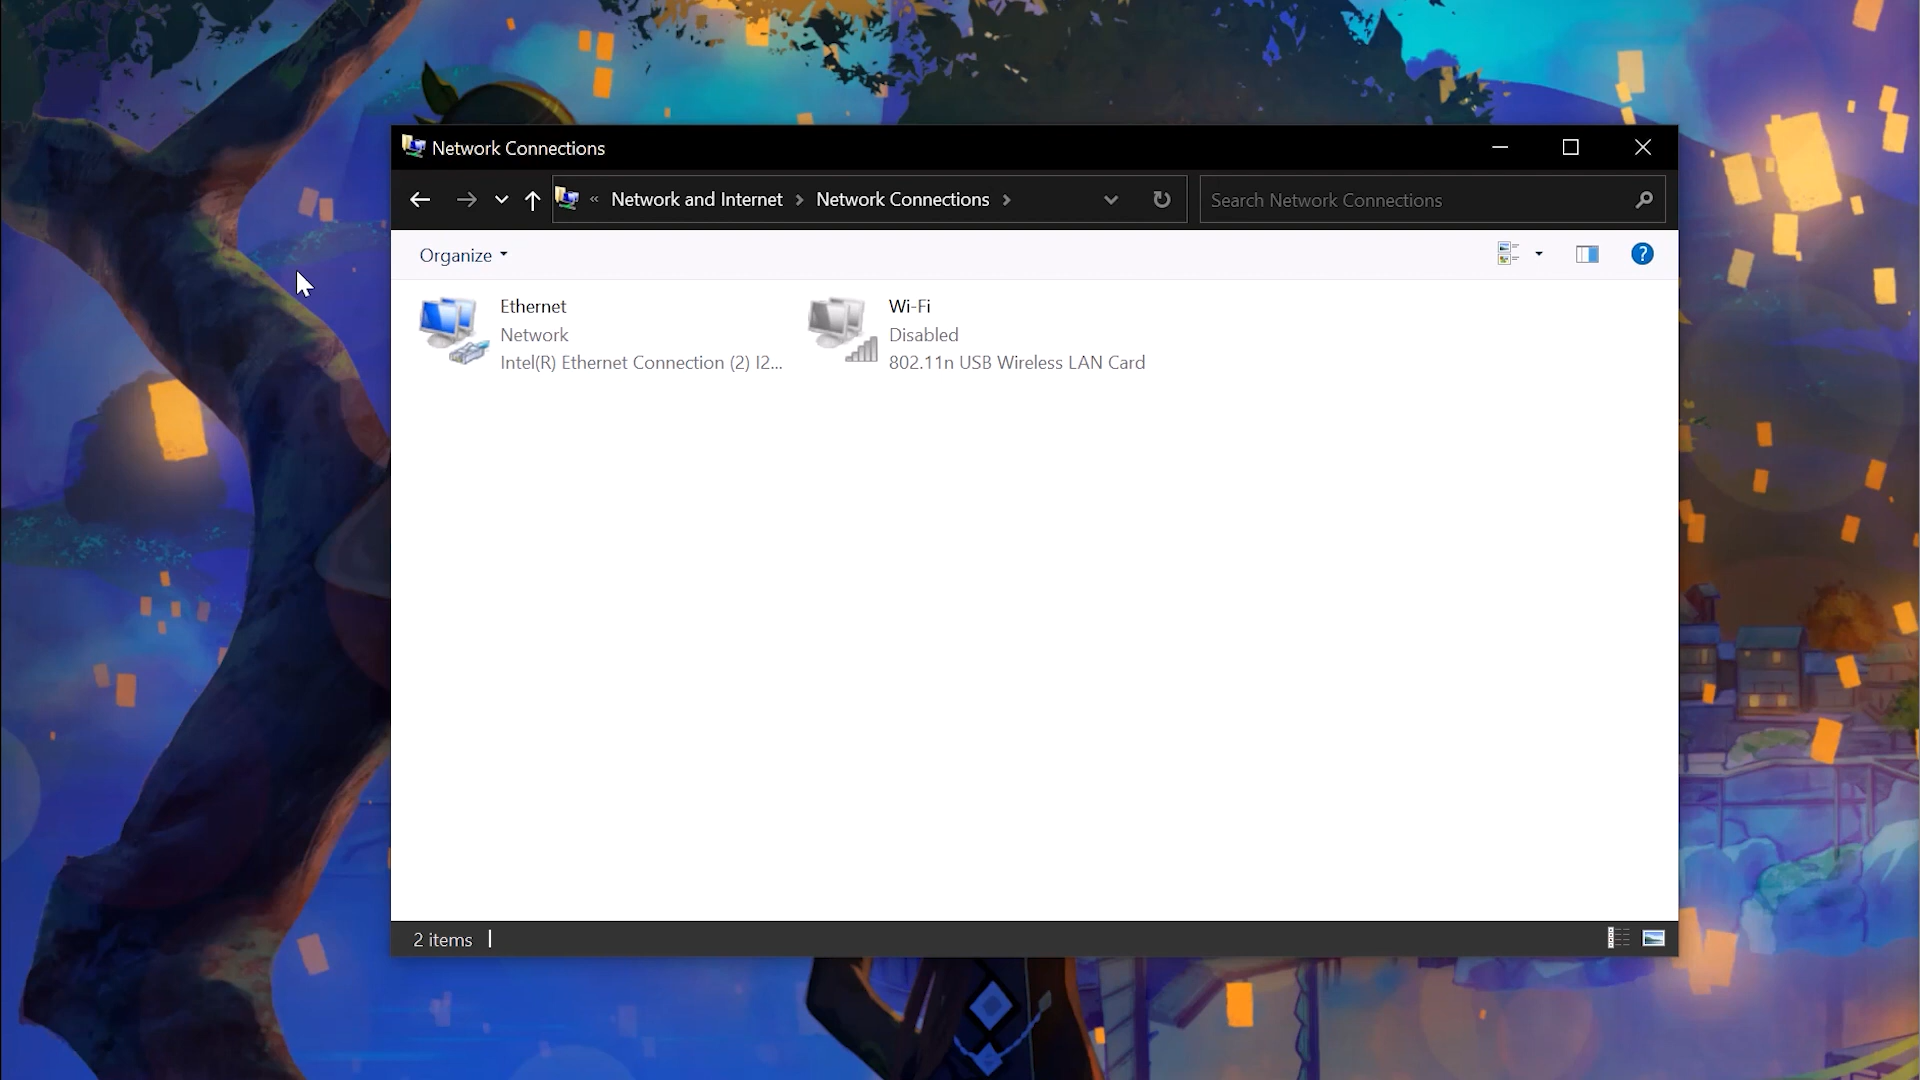 Network Connections
« Network and Internet > Network Connections >
Search Network Connections
Organize
?
Ethernet
Network
Intel(R) Ethernet Connection (2) I2...
Wi-Fi
Disabled
802.11n USB Wireless LAN Card
2 items